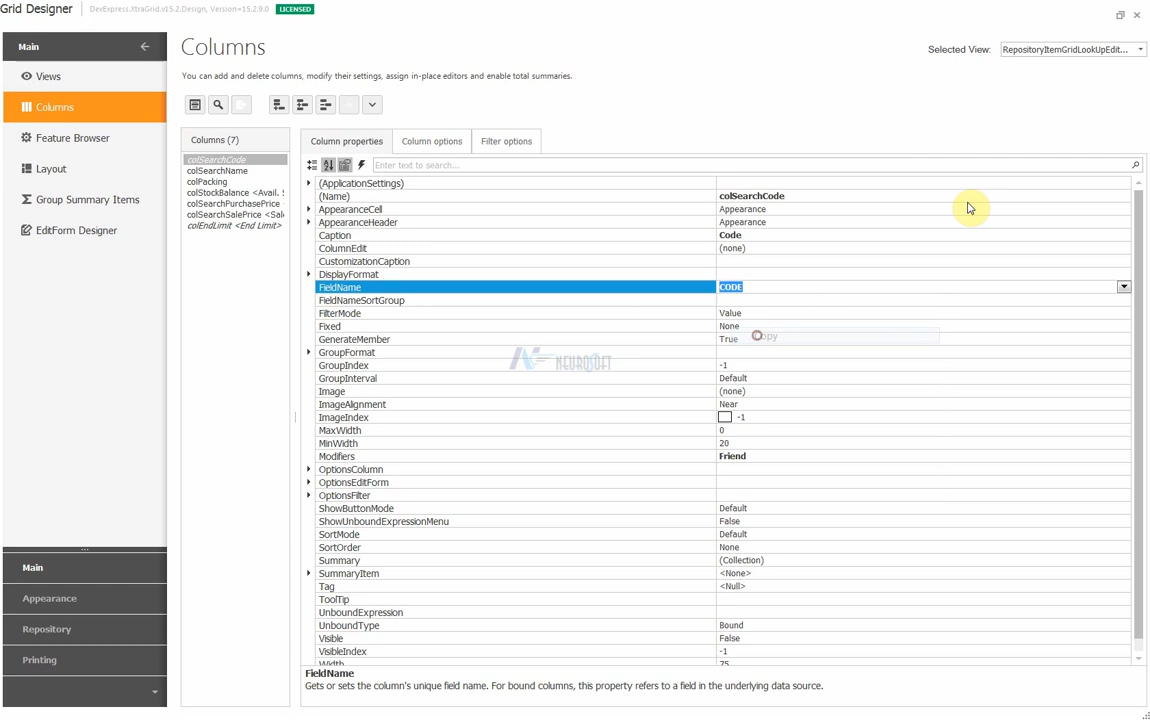 Grid Designer
DevExpress.XtraGrid.v15.2.Design, Version=15.2.9.0
LICENSED
Main
Views
Columns
Feature Browser
Layout
Group Summary Items
EditForm Designer
Main
Appearance
Repository
Printing
Columns
Selected View:
RepositoryItemGridLookUpEdit...
You can add and delete columns, modify their settings, assign in-place editors and enable total summaries.
Columns (7)
colSearchCode
colSearchName
colPacking
colStockBalance <Avail. S
colSearchPurchasePrice <
colSearchSalePrice <Sale
colEndLimit <End Limit>
Column properties
Column options
Filter options
Enter text to search...
(ApplicationSettings)
(Name) colSearchCode
AppearanceCell Appearance
AppearanceHeader Appearance
Caption Code
ColumnEdit (none)
CustomizationCaption
DisplayFormat
FieldName CODE
FieldNameSortGroup
FilterMode Value
Fixed None
Copy
GenerateMember True
GroupFormat
GroupIndex -1
GroupInterval Default
Image (none)
ImageAlignment Near
ImageIndex -1
MaxWidth 0
MinWidth 20
Modifiers Friend
OptionsColumn
OptionsEditForm
OptionsFilter
ShowButtonMode Default
ShowUnboundExpressionMenu False
SortMode Default
SortOrder None
Summary (Collection)
SummaryItem <None>
Tag <Null>
ToolTip
UnboundExpression
UnboundType Bound
Visible False
VisibleIndex -1
Width 75
FieldName
Gets or sets the column's unique field name. For bound columns, this property refers to a field in the underlying data source.
NEUROSOFT